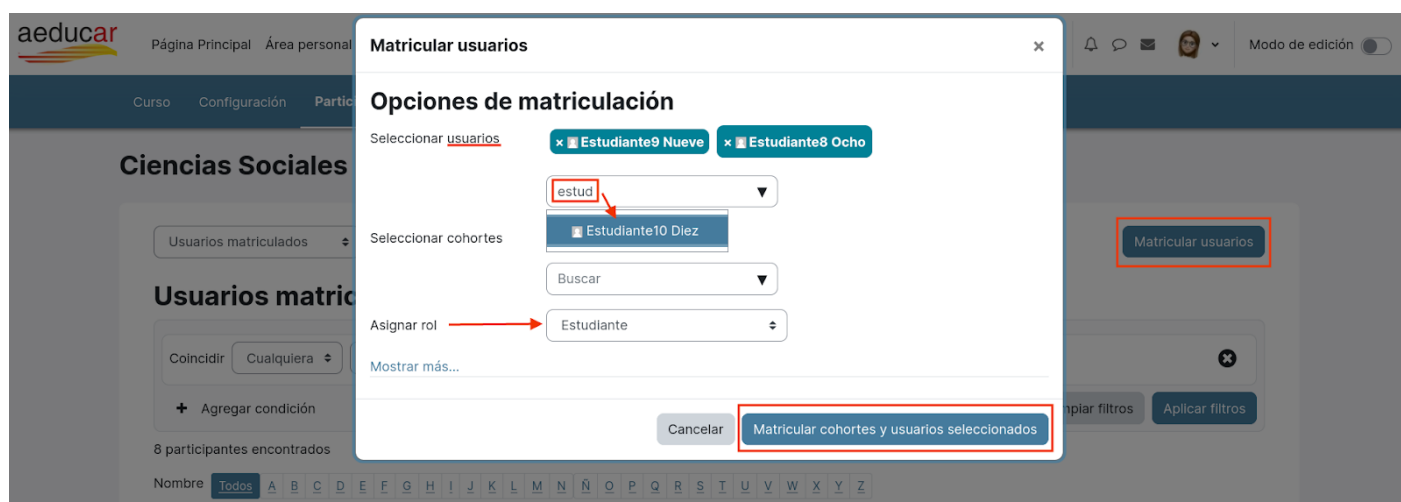 aeducar
Página Principal Área personal
Matricular usuarios
×
Modo de edición
Curso Configuración Partic
Opciones de matriculación
Seleccionar usuarios
× Estudiante9 Nueve × Estudiante8 Ocho
Ciencias Sociales
estud
▼
Estudiante10 Diez
Seleccionar cohortes
Usuarios matriculados
Matricular usuarios
Buscar
▼
Usuarios matric
Asignar rol
Estudiante
Coincidir Cualquiera
Mostrar más...
+ Agregar condición
Cancelar
Matricular cohortes y usuarios seleccionados
npiar filtros
Aplicar filtros
8 participantes encontrados
Nombre Todos A B C D E F G H I J K L M N Ñ O P Q R S T U V W X Y Z